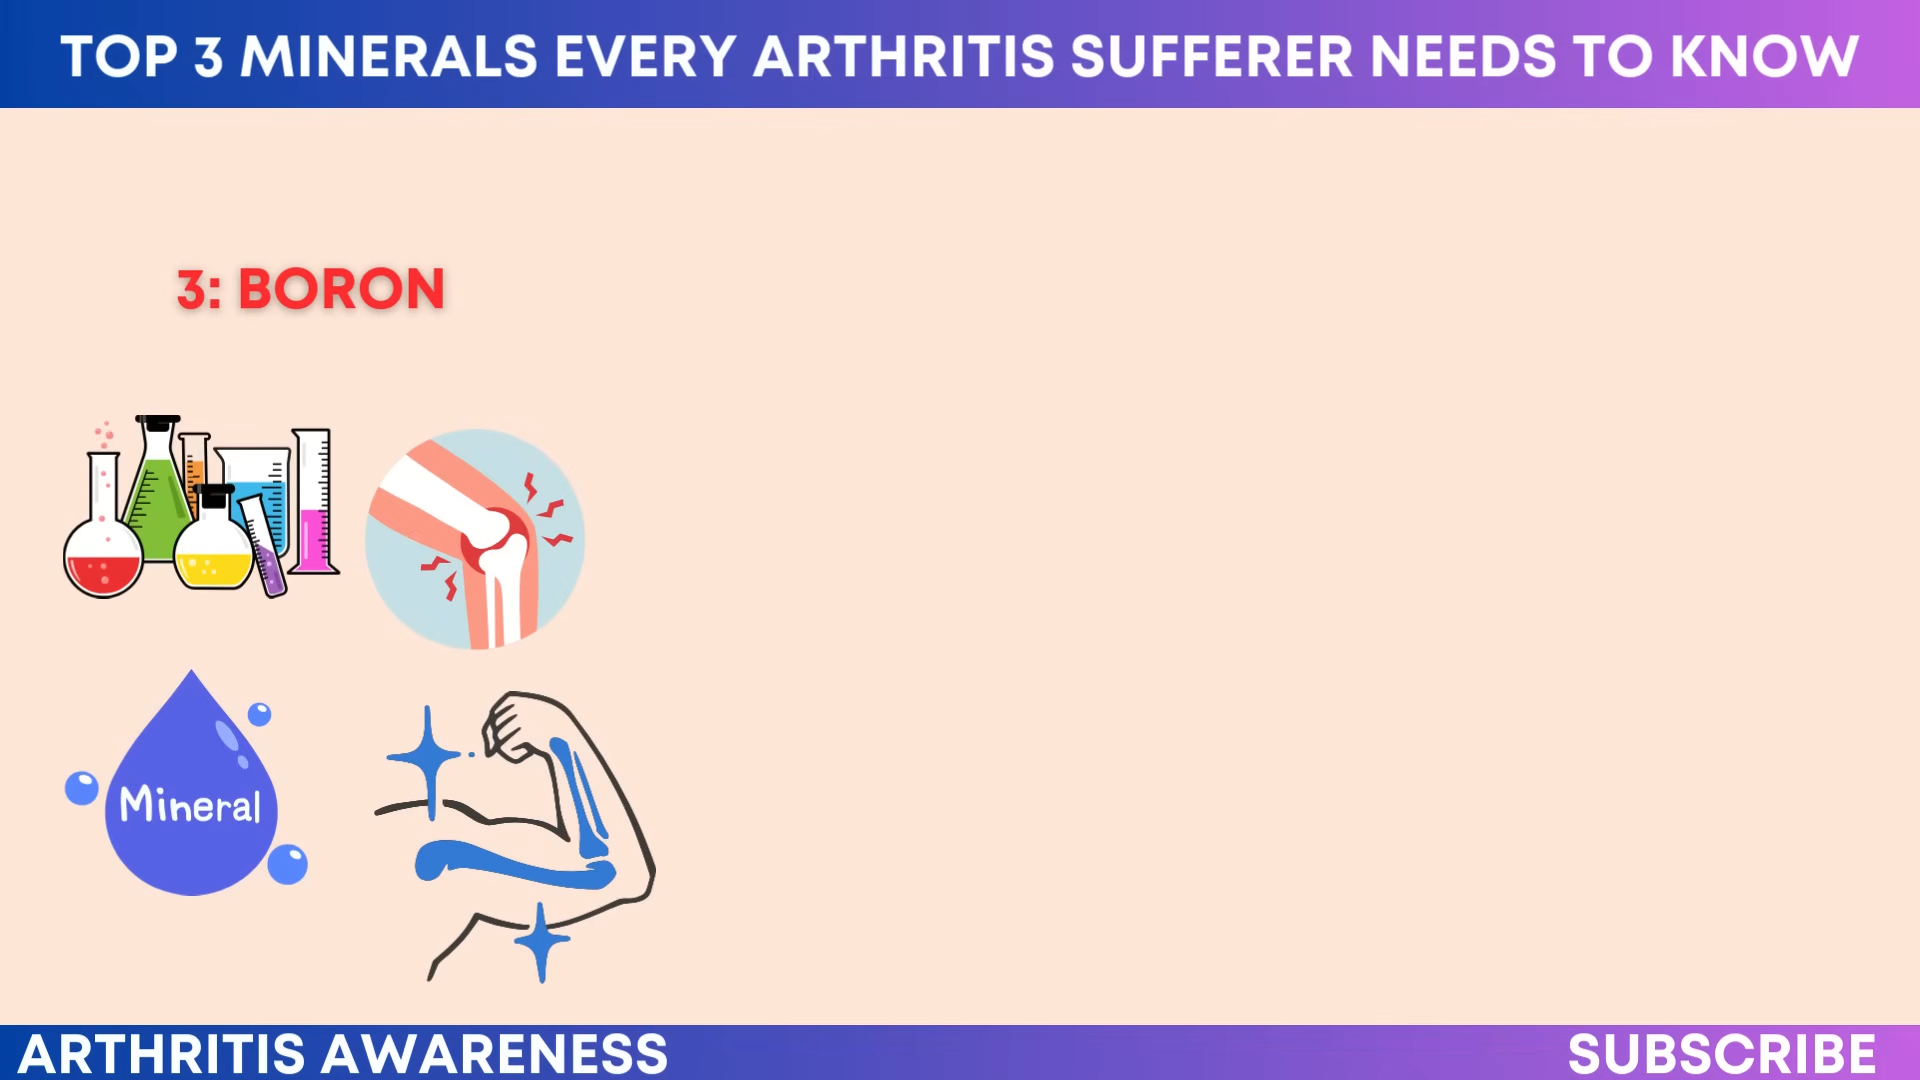 TOP 3 MINERALS EVERY ARTHRITIS SUFFERER NEEDS TO KNOW
3: BORON
Mineral
ARTHRITIS AWARENESS
SUBSCRIBE